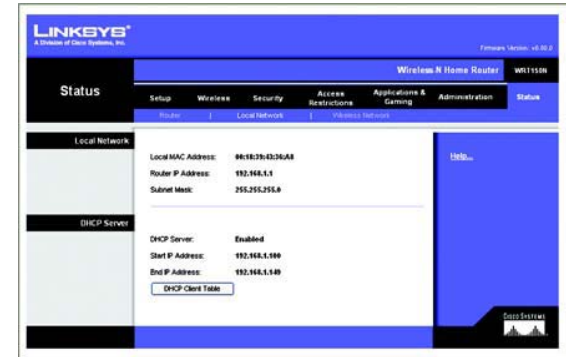 LINKSYS®
A Division of Cisco Systems, Inc.
Firmware Version: v0.00.2
Wireless-N Home Router WRT150N
Status
Setup Wireless Security Access Restrictions Applications & Gaming Administration Status
Router | Local Network | Wireless Network
Local Network
Local MAC Address: 00:18:39:43:36:A8
Router IP Address: 192.168.1.1
Subnet Mask: 255.255.255.0
Help...
DHCP Server
DHCP Server: Enabled
Start IP Address: 192.168.1.100
End IP Address: 192.168.1.149
DHCP Client Table
CISCO SYSTEMS